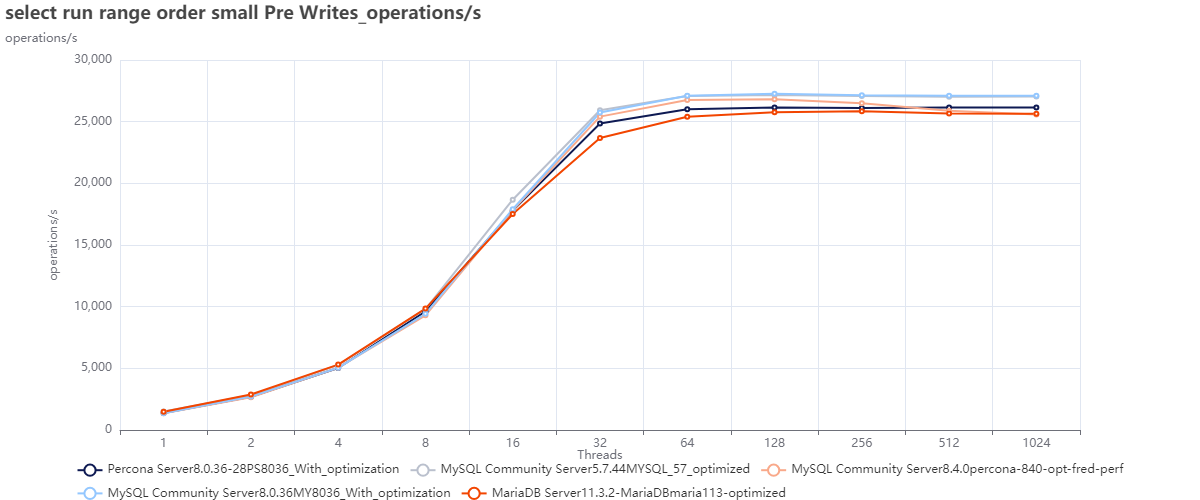 select run range order small Pre Writes_operations/s
operations/s
30,000
25,000
20,000
15,000
10,000
5,000
0
operations/s
1 2 4 8 16 32 64 128 256 512 1024
Threads
Percona Server8.0.36-28PS8036_With_optimization MySQL Community Server5.7.44MYSQL_57_optimized MySQL Community Server8.4.0percona-840-opt-fred-perf
MySQL Community Server8.0.36MY8036_With_optimization MariaDB Server11.3.2-MariaDBmaria113-optimized